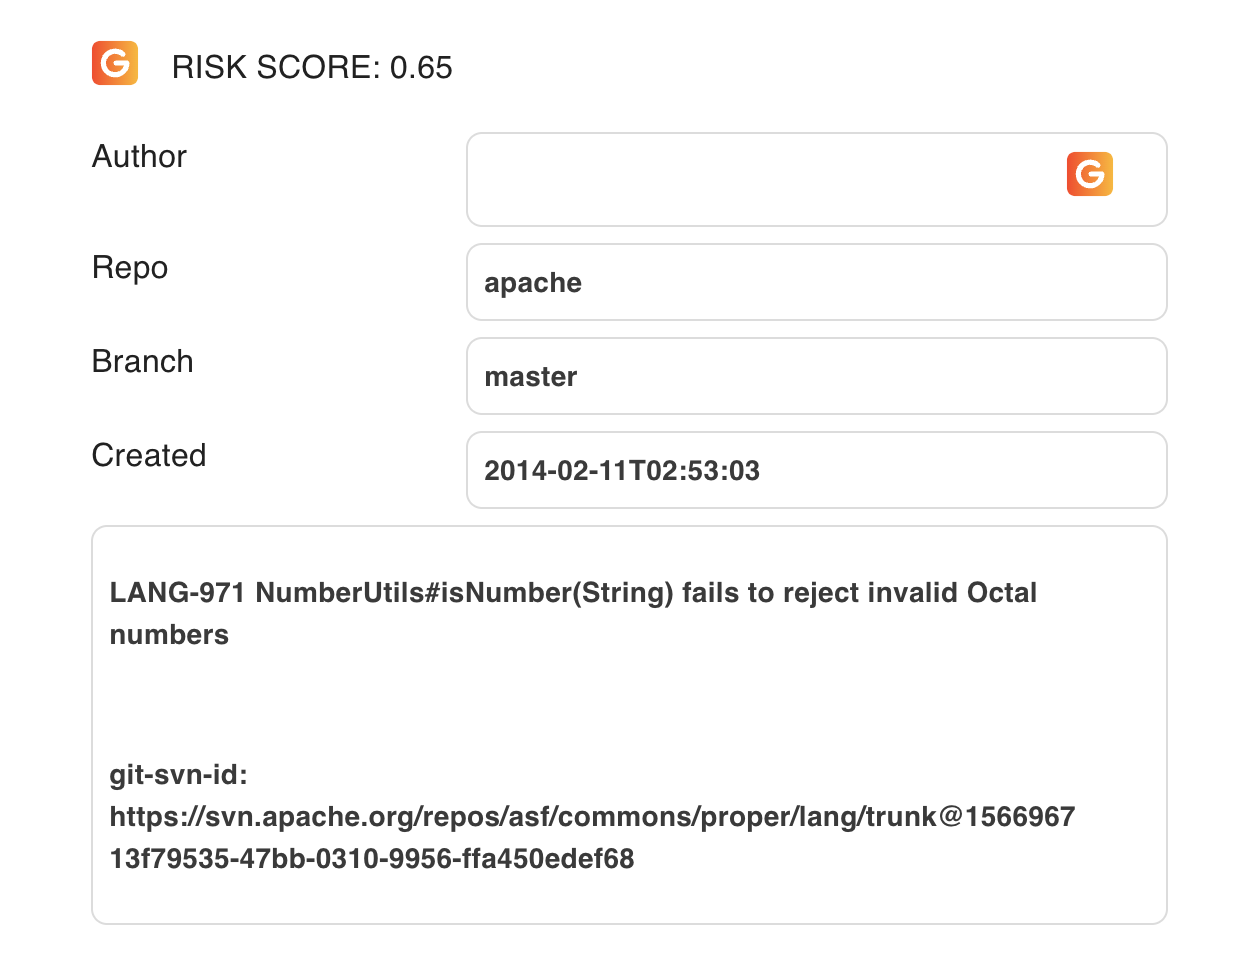 G RISK SCORE: 0.65
Author
G
Repo
apache
Branch
master
Created
2014-02-11T02:53:03
LANG-971 NumberUtils#isNumber(String) fails to reject invalid Octal
numbers
git-svn-id:
https://svn.apache.org/repos/asf/commons/proper/lang/trunk@1566967
13f79535-47bb-0310-9956-ffa450edef68